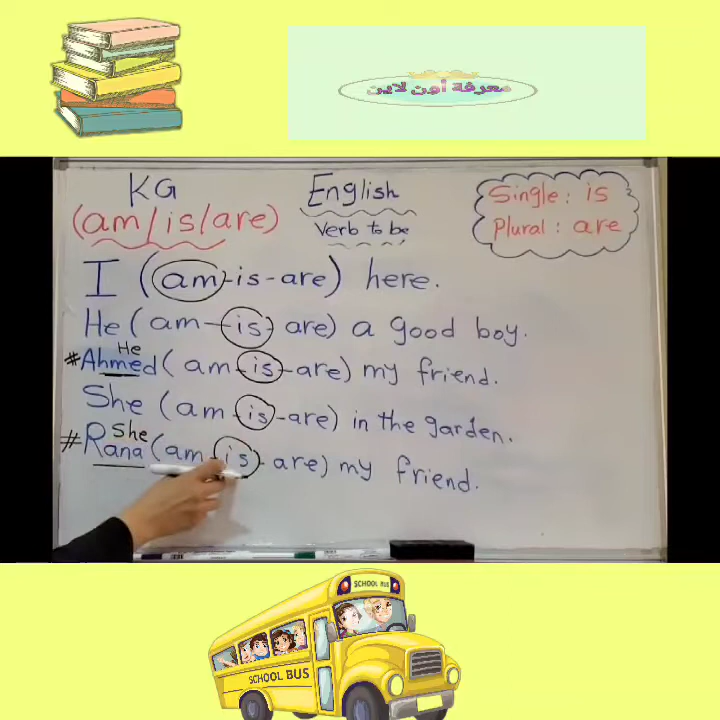 معرفة أون لاين
KG
English
Single: is
(am/is/are)
Verb to be
Plural: are
I (am-is-are) here.
He (am-is-are) a good boy.
He
#Ahmed (am-is-are) my friend.
She (am-is-are) in the garden.
She
#Rana (am-is-are) my friend.
SCHOOL BUS
SCHOOL BUS